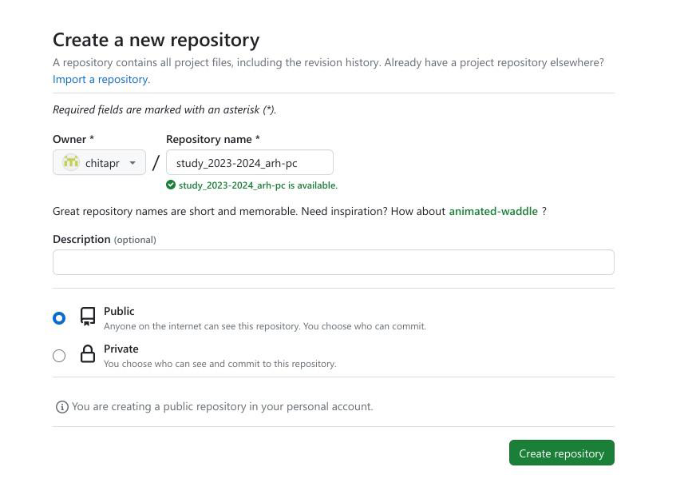 Create a new repository
A repository contains all project files, including the revision history. Already have a project repository elsewhere?
Import a repository.
Required fields are marked with an asterisk (*).
Owner * Repository name *
chitapr / study_2023-2024_arh-pc
study_2023-2024_arh-pc is available.
Great repository names are short and memorable. Need inspiration? How about animated-waddle ?
Description (optional)
Public
Anyone on the internet can see this repository. You choose who can commit.
Private
You choose who can see and commit to this repository.
You are creating a public repository in your personal account.
Create repository